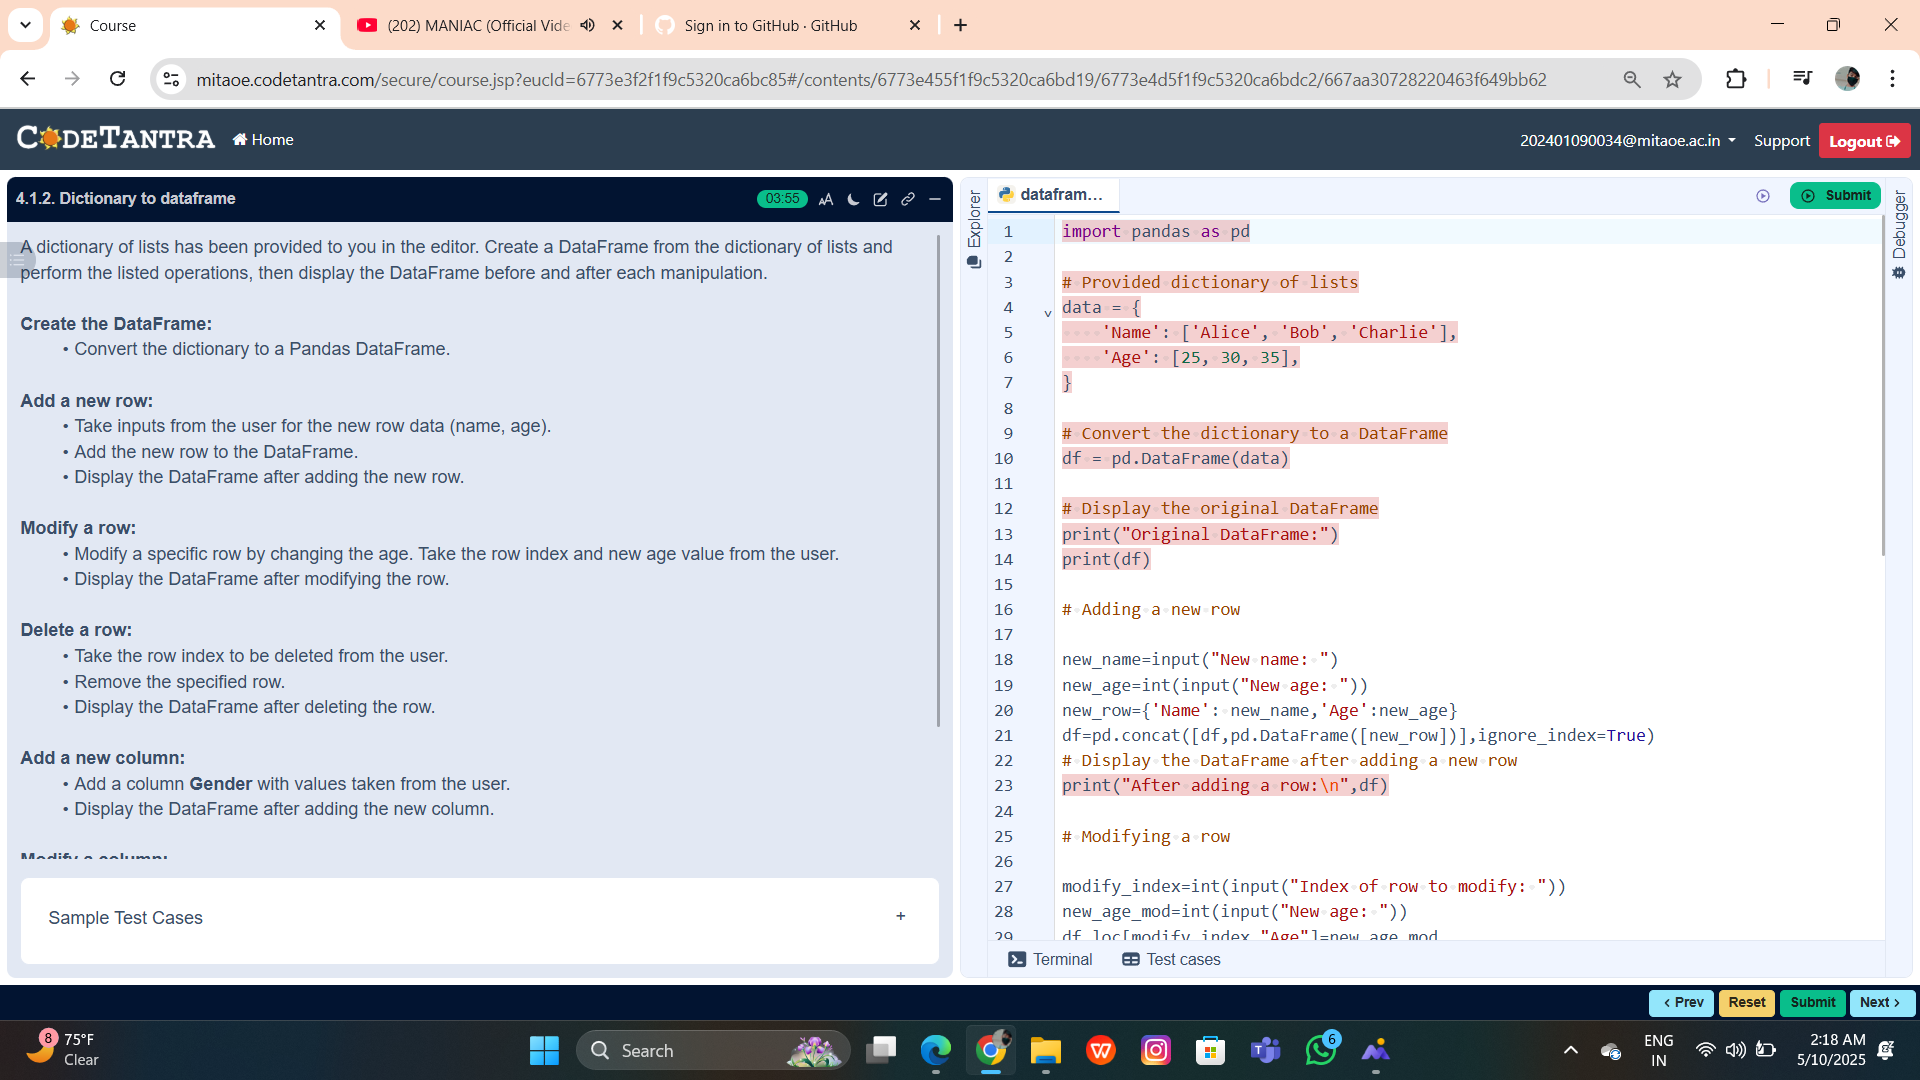 Course
(202) MANIAC (Official Vide
Sign in to GitHub · GitHub
mitaoe.codetantra.com/secure/course.jsp?eucId=6773e3f2f1f9c5320ca6bc85#/contents/6773e455f1f9c5320ca6bd19/6773e4d5f1f9c5320ca6bdc2/667aa30728220463f649bb62
CODETANTRA
Home
202401090034@mitaoe.ac.in
Support
Logout
4.1.2. Dictionary to dataframe
03:55
A dictionary of lists has been provided to you in the editor. Create a DataFrame from the dictionary of lists and
perform the listed operations, then display the DataFrame before and after each manipulation.
Create the DataFrame:
• Convert the dictionary to a Pandas DataFrame.
Add a new row:
• Take inputs from the user for the new row data (name, age).
• Add the new row to the DataFrame.
• Display the DataFrame after adding the new row.
Modify a row:
• Modify a specific row by changing the age. Take the row index and new age value from the user.
• Display the DataFrame after modifying the row.
Delete a row:
• Take the row index to be deleted from the user.
• Remove the specified row.
• Display the DataFrame after deleting the row.
Add a new column:
• Add a column Gender with values taken from the user.
• Display the DataFrame after adding the new column.
Modify a column:
Sample Test Cases
+
Explorer
datafram...
Submit
Debugger
1 import pandas as pd
2
3 # Provided dictionary of lists
4 data = {
5     'Name': ['Alice', 'Bob', 'Charlie'],
6     'Age': [25, 30, 35],
7 }
8
9 # Convert the dictionary to a DataFrame
10 df = pd.DataFrame(data)
11
12 # Display the original DataFrame
13 print("Original DataFrame:")
14 print(df)
15
16 # Adding a new row
17
18 new_name=input("New name: ")
19 new_age=int(input("New age: "))
20 new_row={'Name': new_name,'Age':new_age}
21 df=pd.concat([df,pd.DataFrame([new_row])],ignore_index=True)
22 # Display the DataFrame after adding a new row
23 print("After adding a row:\n",df)
24
25 # Modifying a row
26
27 modify_index=int(input("Index of row to modify: "))
28 new_age_mod=int(input("New age: "))
29 df.loc[modify_index,"Age"]=new_age_mod
Terminal
Test cases
< Prev
Reset
Submit
Next >
8
75°F
Clear
Search
6
ENG
IN
2:18 AM
5/10/2025